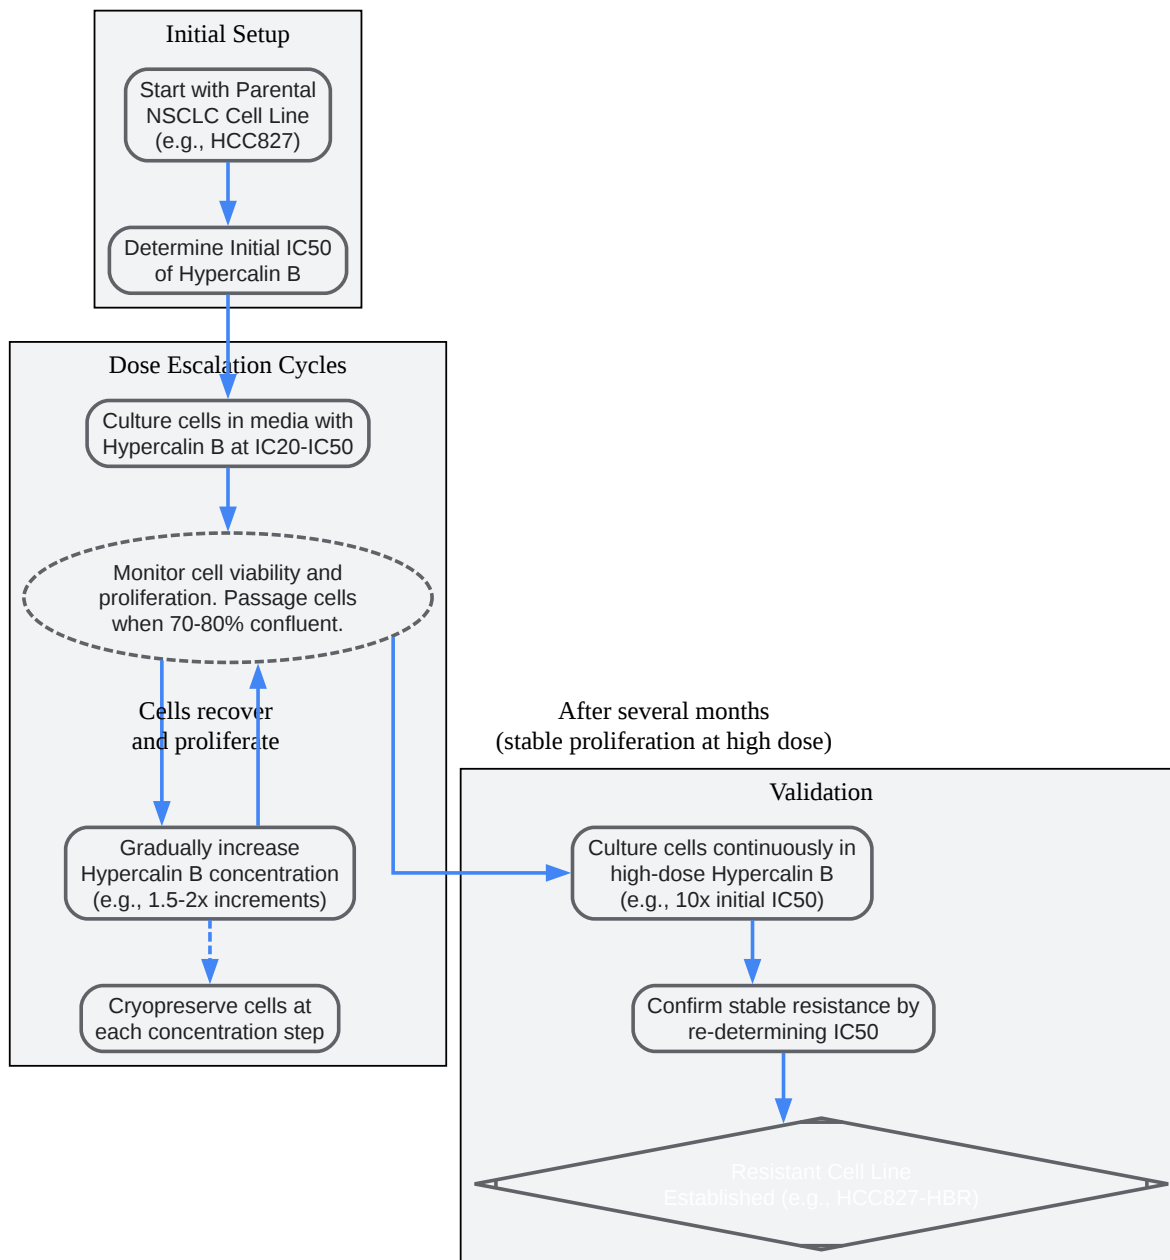 Initial Setup
Start with Parental
NSCLC Cell Line
(e.g., HCC827)
Determine Initial IC50
of Hypercalin B
Dose Escalation Cycles
Culture cells in media with
Hypercalin B at IC20-IC50
Monitor cell viability and
proliferation. Passage cells
when 70-80% confluent.
Cells recover
and proliferate
Gradually increase
Hypercalin B concentration
(e.g., 1.5-2x increments)
Cryopreserve cells at
each concentration step
After several months
(stable proliferation at high dose)
Validation
Culture cells continuously in
high-dose Hypercalin B
(e.g., 10x initial IC50)
Confirm stable resistance by
re-determining IC50
Resistant Cell Line
Established (e.g., HCC827-HBR)